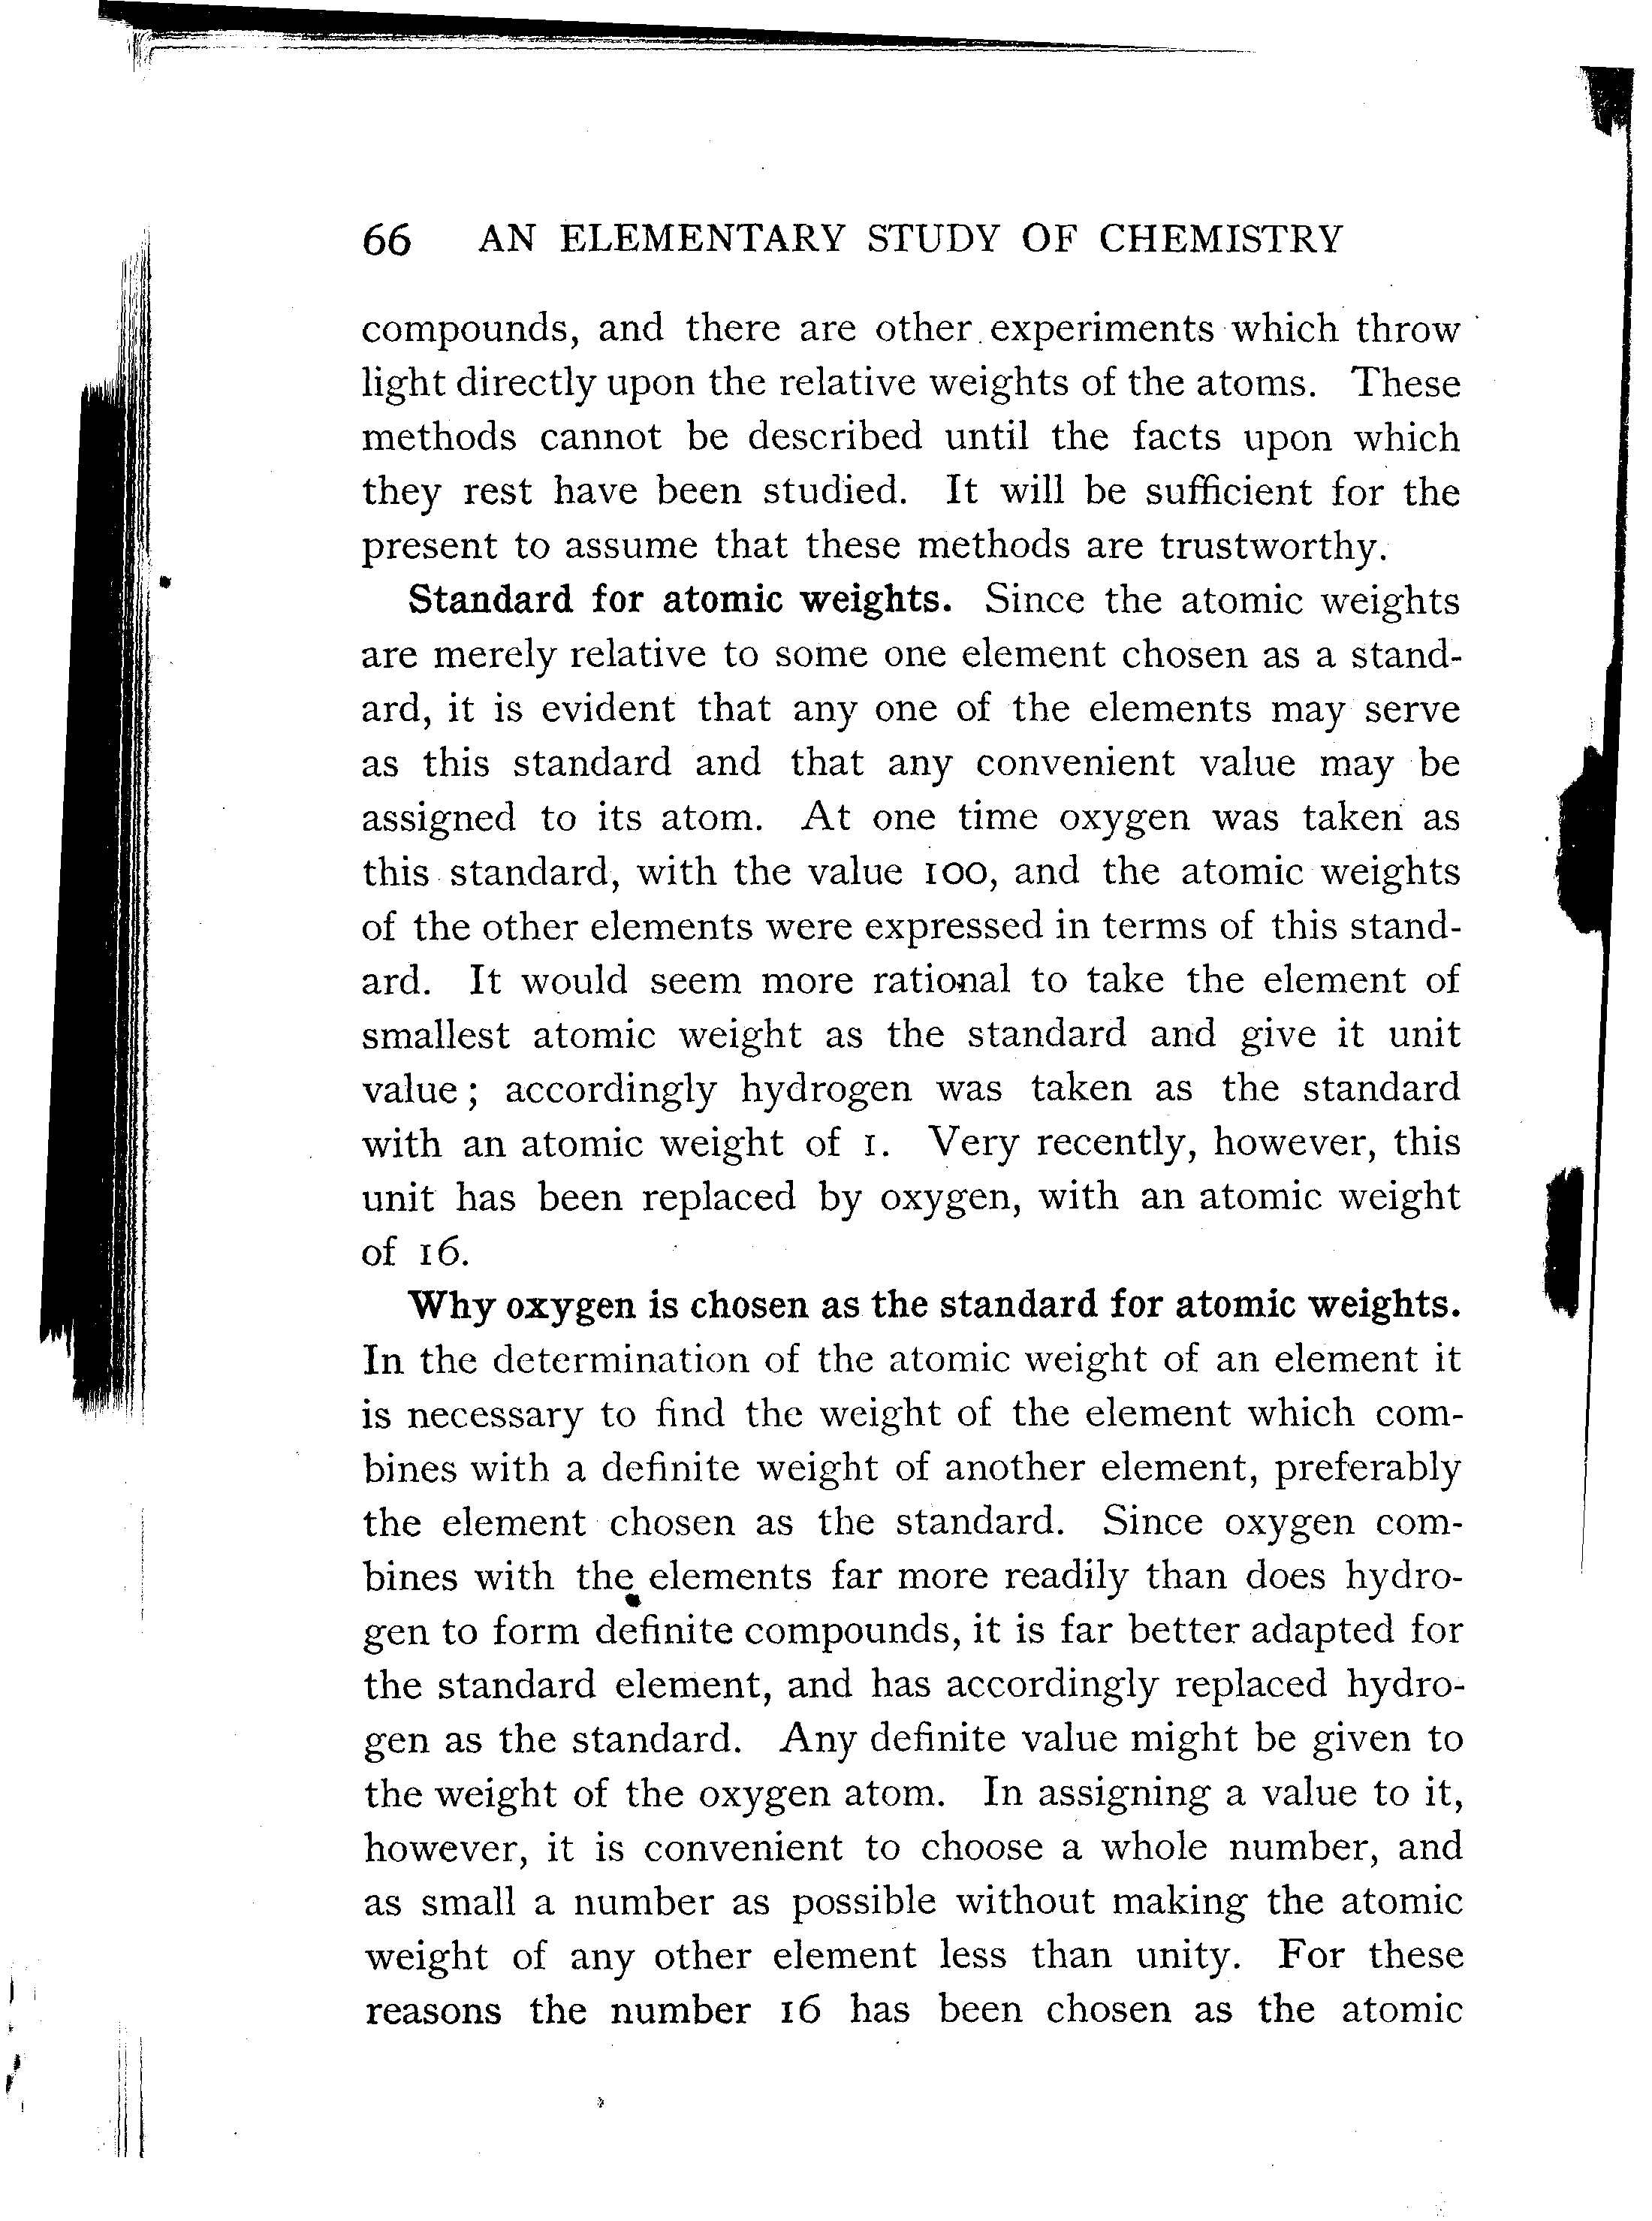 66 AN ELEMENTARY STUDY OF CHEMISTRY
compounds, and there are other experiments which throw
light directly upon the relative weights of the atoms. These
methods cannot be described until the facts upon which
they rest have been studied. It will be sufficient for the
present to assume that these methods are trustworthy.
Standard for atomic weights. Since the atomic weights
are merely relative to some one element chosen as a stand-
ard, it is evident that any one of the elements may serve
as this standard and that any convenient value may be
assigned to its atom. At one time oxygen was taken as
this standard, with the value 100, and the atomic weights
of the other elements were expressed in terms of this stand-
ard. It would seem more rational to take the element of
smallest atomic weight as the standard and give it unit
value; accordingly hydrogen was taken as the standard
with an atomic weight of 1. Very recently, however, this
unit has been replaced by oxygen, with an atomic weight
of 16.
Why oxygen is chosen as the standard for atomic weights.
In the determination of the atomic weight of an element it
is necessary to find the weight of the element which com-
bines with a definite weight of another element, preferably
the element chosen as the standard. Since oxygen com-
bines with the elements far more readily than does hydro-
gen to form definite compounds, it is far better adapted for
the standard element, and has accordingly replaced hydro-
gen as the standard. Any definite value might be given to
the weight of the oxygen atom. In assigning a value to it,
however, it is convenient to choose a whole number, and
as small a number as possible without making the atomic
weight of any other element less than unity. For these
reasons the number 16 has been chosen as the atomic